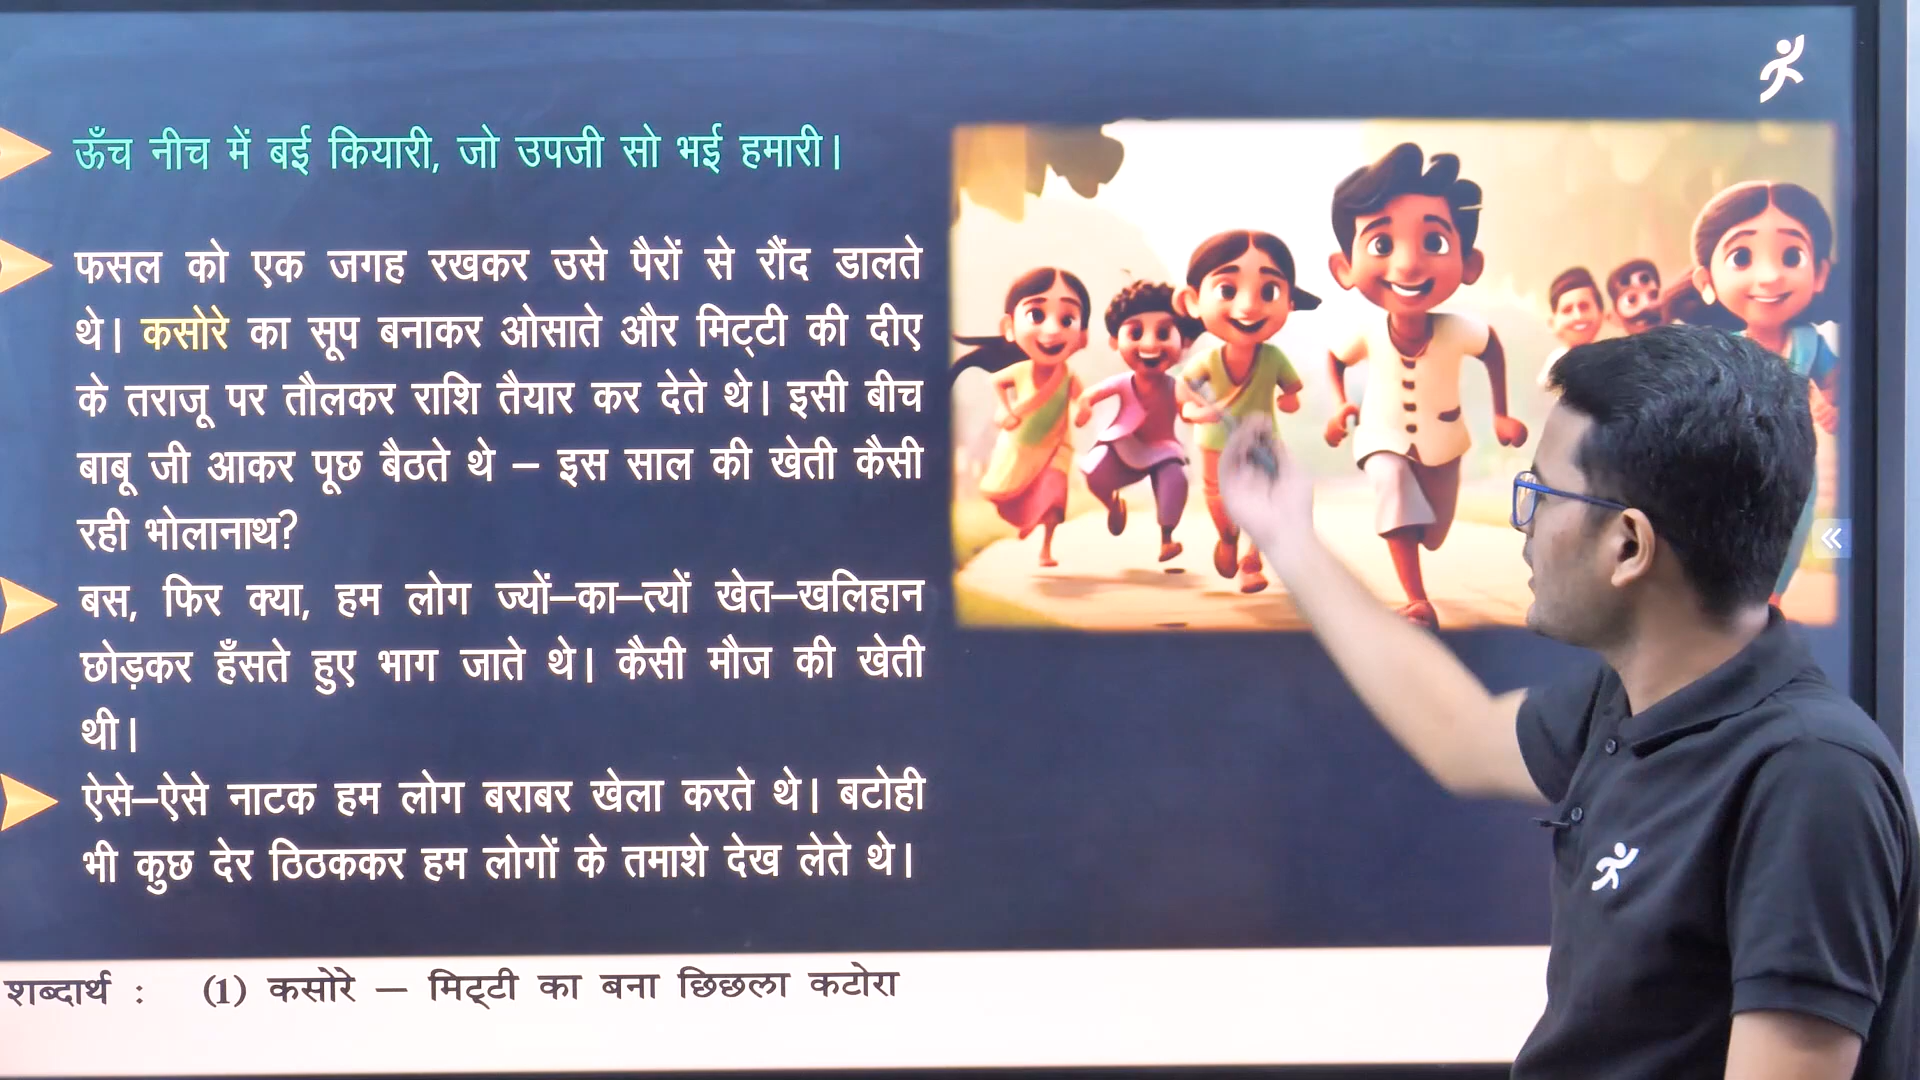 ऊँच नीच में बई कियारी, जो उपजी सो भई हमारी।
फसल को एक जगह रखकर उसे पैरों से रौंद डालते
थे। कसोरे का सूप बनाकर ओसाते और मिट्टी की दीए
के तराजू पर तौलकर राशि तैयार कर देते थे। इसी बीच
बाबू जी आकर पूछ बैठते थे – इस साल की खेती कैसी
रही भोलानाथ?
बस, फिर क्या, हम लोग ज्यों–का–त्यों खेत–खलिहान
छोड़कर हँसते हुए भाग जाते थे। कैसी मौज की खेती
थी।
ऐसे–ऐसे नाटक हम लोग बराबर खेला करते थे। बटोही
भी कुछ देर ठिठककर हम लोगों के तमाशे देख लेते थे।
शब्दार्थ : (1) कसोरे – मिट्टी का बना छिछला कटोरा